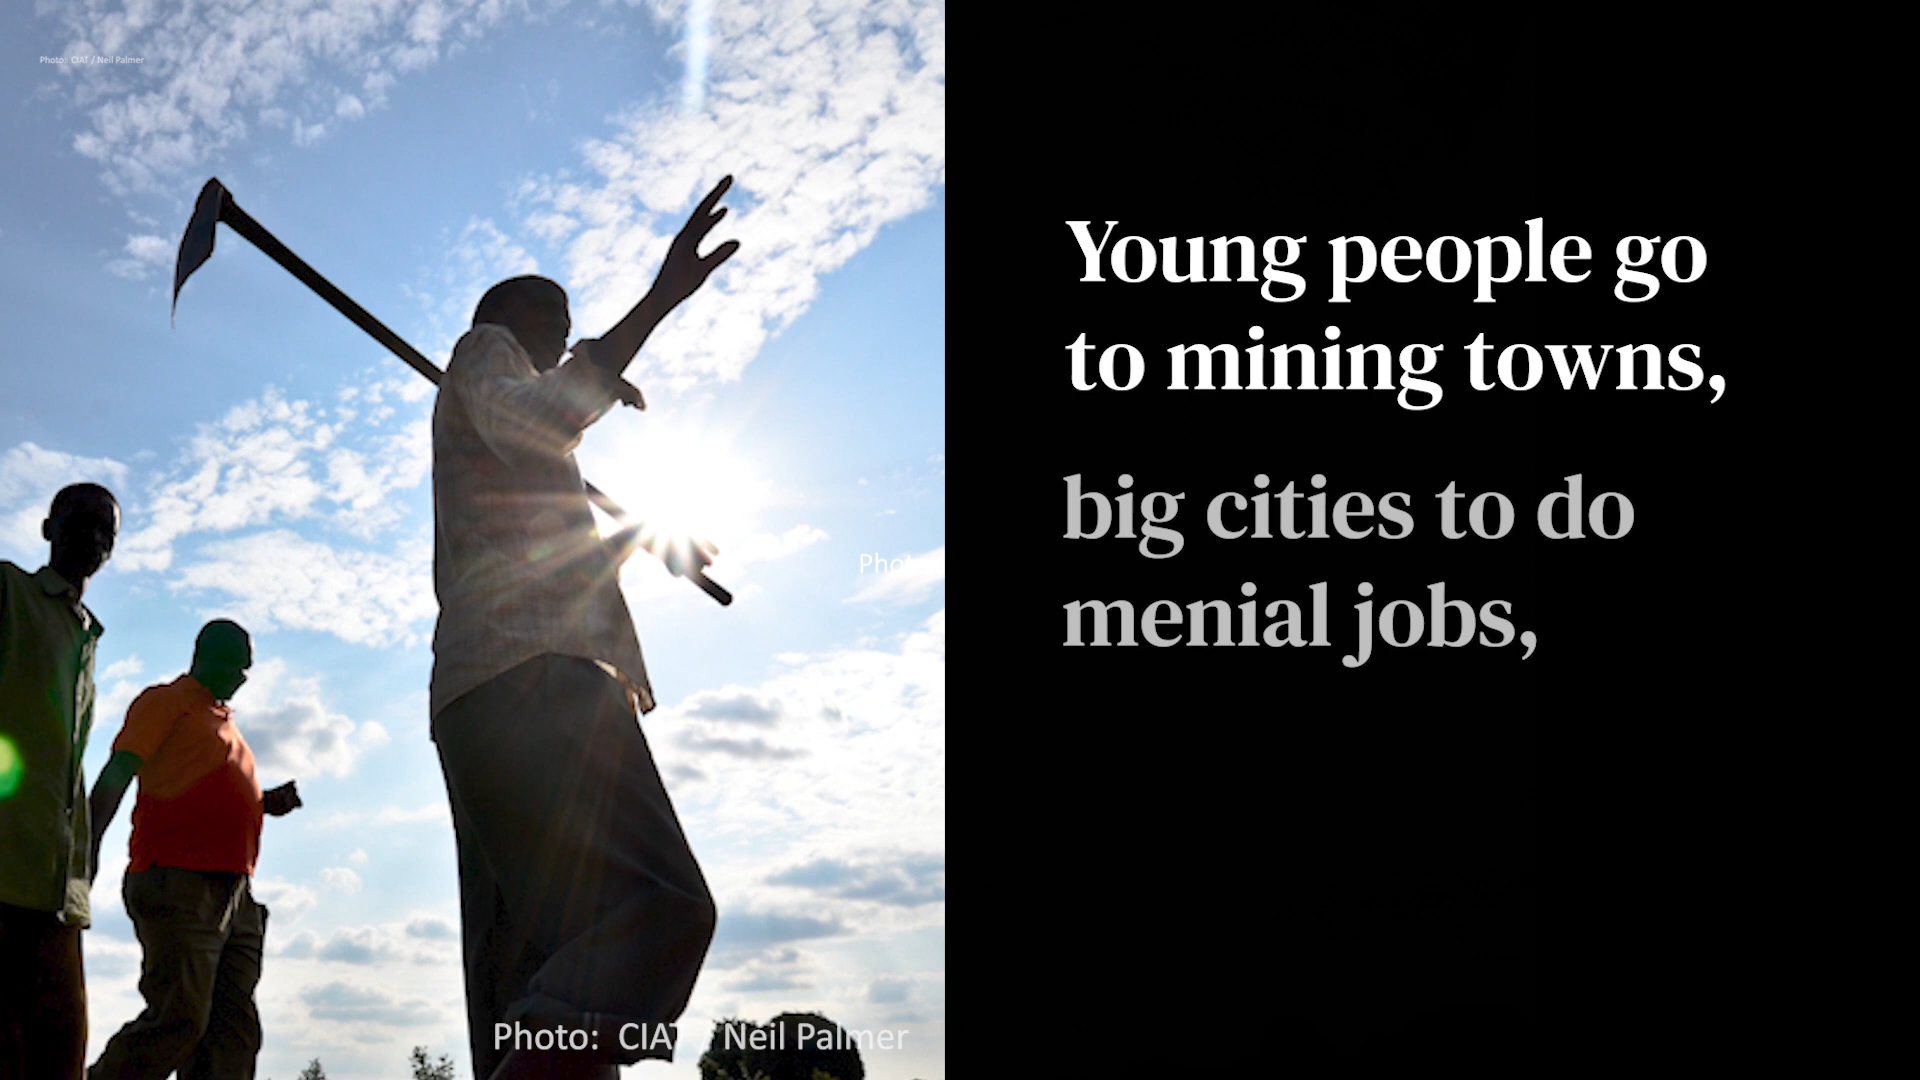 Photo: CIAT / Neil Palmer
Young people go
to mining towns,
big cities to do
menial jobs,
Phot
Photo: CIAT / Neil Palmer